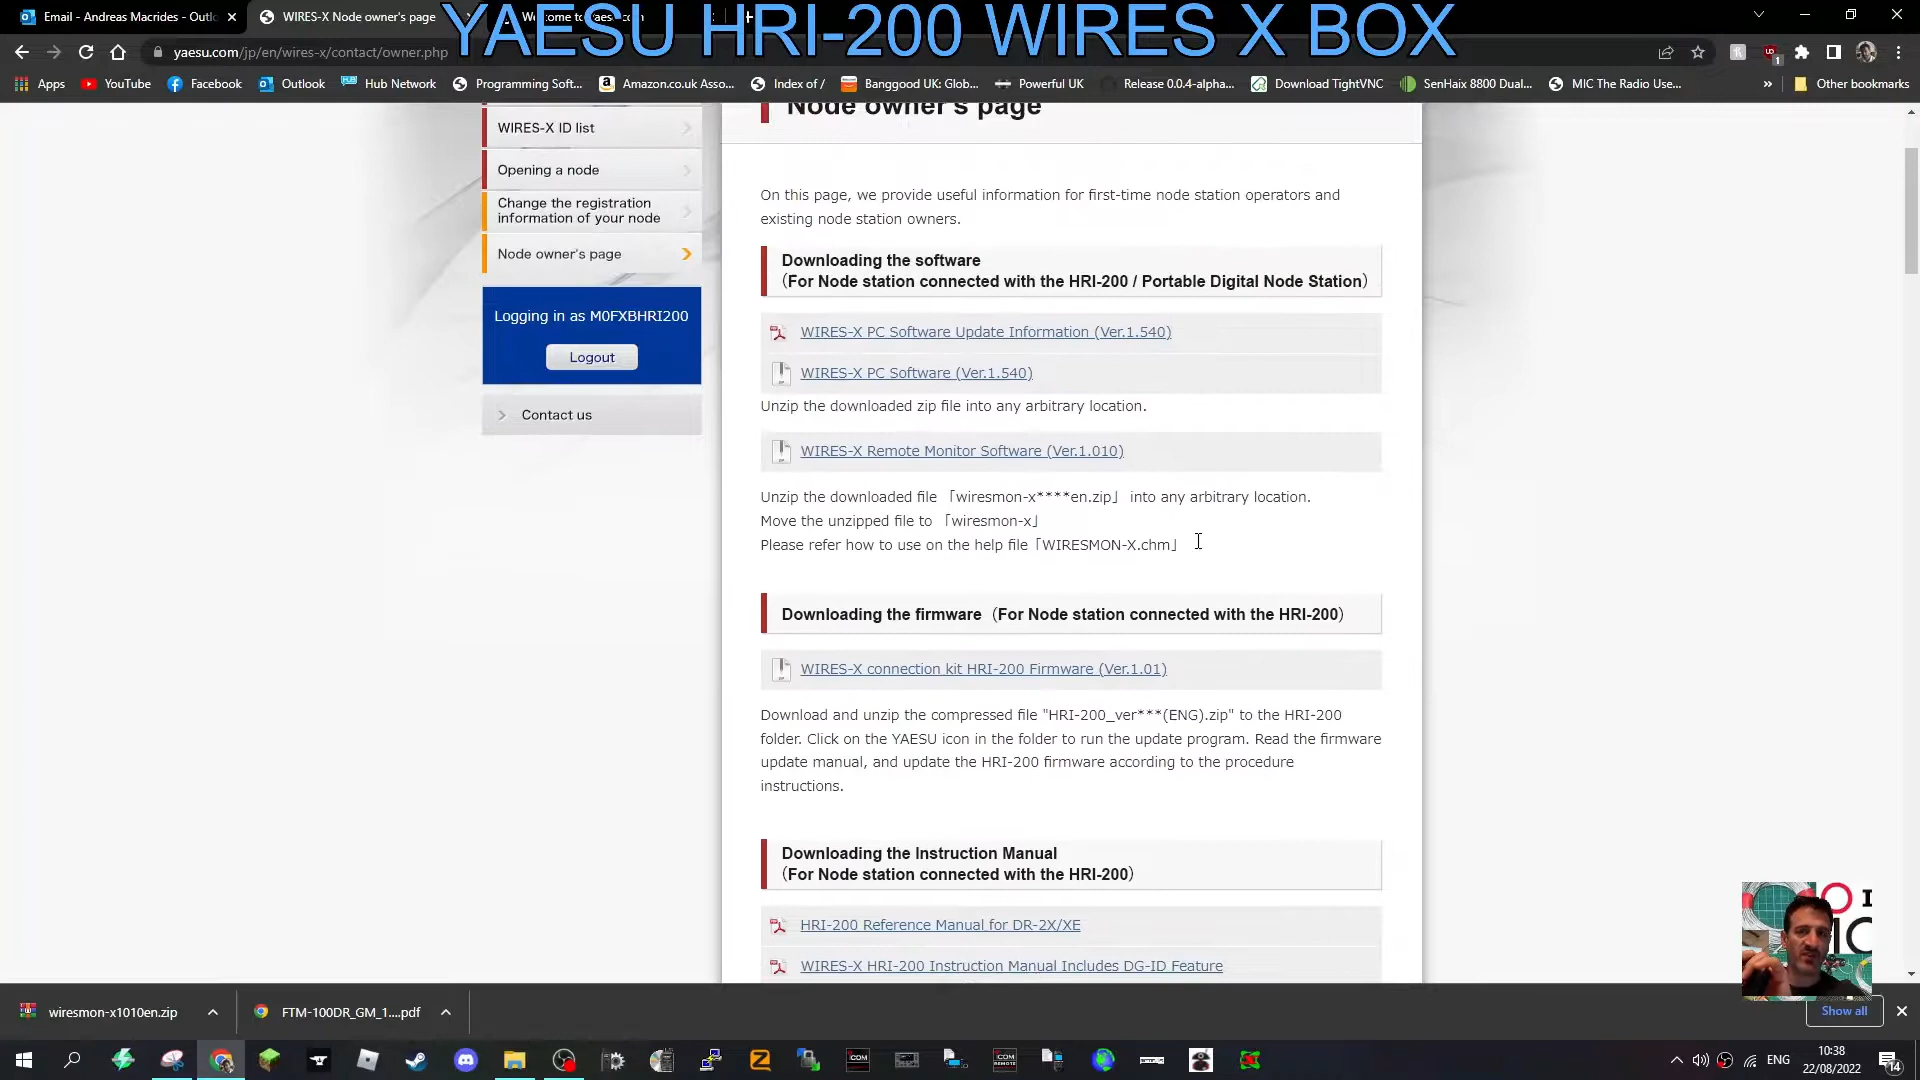 Email - Andreas Macrides - Outlo
WIRES-X Node owner's page
Welcome to yaesu.com
YAESU HRI-200 WIRES X BOX
yaesu.com/jp/en/wires-x/contact/owner.php
Apps
YouTube
Facebook
Outlook
Hub Network
Programming Soft...
Amazon.co.uk Asso...
Index of /
Banggood UK: Glob...
Powerful UK
Release 0.0.4-alpha...
Download TightVNC
SenHaix 8800 Dual...
MIC The Radio Use...
»
Other bookmarks
WIRES-X ID list
Opening a node
Change the registration
information of your node
Node owner's page
Logging in as M0FXBHRI200
Logout
Contact us
Node owner's page
On this page, we provide useful information for first-time node station operators and
existing node station owners.
Downloading the software
（For Node station connected with the HRI-200 / Portable Digital Node Station）
WIRES-X PC Software Update Information (Ver.1.540)
WIRES-X PC Software (Ver.1.540)
Unzip the downloaded zip file into any arbitrary location.
WIRES-X Remote Monitor Software (Ver.1.010)
Unzip the downloaded file 「wiresmon-x****en.zip」 into any arbitrary location.
Move the unzipped file to 「wiresmon-x」
Please refer how to use on the help file「WIRESMON-X.chm」
Downloading the firmware（For Node station connected with the HRI-200）
WIRES-X connection kit HRI-200 Firmware (Ver.1.01)
Download and unzip the compressed file "HRI-200_ver***(ENG).zip" to the HRI-200
folder. Click on the YAESU icon in the folder to run the update program. Read the firmware
update manual, and update the HRI-200 firmware according to the procedure
instructions.
Downloading the Instruction Manual
（For Node station connected with the HRI-200）
HRI-200 Reference Manual for DR-2X/XE
WIRES-X HRI-200 Instruction Manual Includes DG-ID Feature
wiresmon-x1010en.zip
FTM-100DR_GM_1....pdf
Show all
ENG
10:38
22/08/2022
14